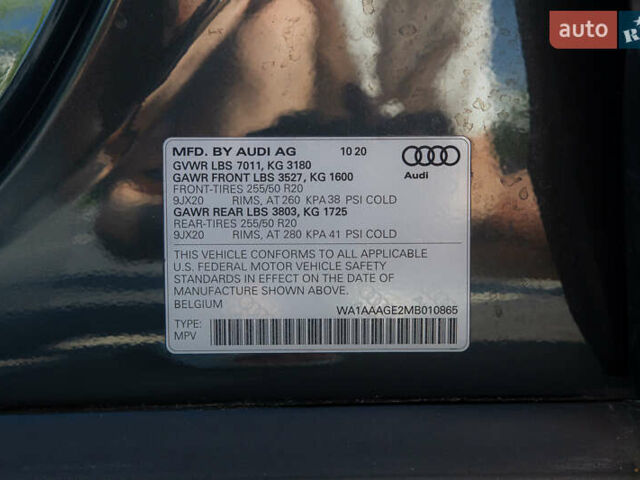 auto
R
MFD. BY AUDI AG 10 20
GVWR LBS 7011, KG 3180
GAWR FRONT LBS 3527, KG 1600
FRONT-TIRES 255/50 R20
9JX20 RIMS, AT 260 KPA 38 PSI COLD
GAWR REAR LBS 3803, KG 1725
REAR-TIRES 255/50 R20
9JX20 RIMS, AT 280 KPA 41 PSI COLD
Audi
THIS VEHICLE CONFORMS TO ALL APPLICABLE
U.S. FEDERAL MOTOR VEHICLE SAFETY
STANDARDS IN EFFECT ON THE DATE OF
MANUFACTURE SHOWN ABOVE.
BELGIUM WA1AAAGE2MB010865
TYPE:
MPV